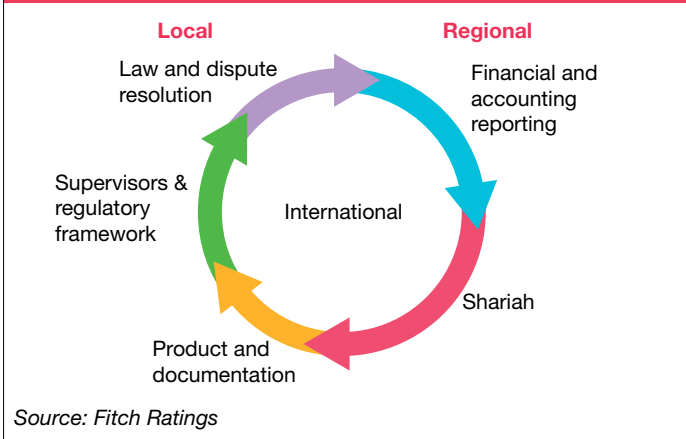 Local
Regional
Law and dispute
resolution
Financial and
accounting
reporting
Supervisors &
regulatory
framework
International
Shariah
Product and
documentation
Source: Fitch Ratings